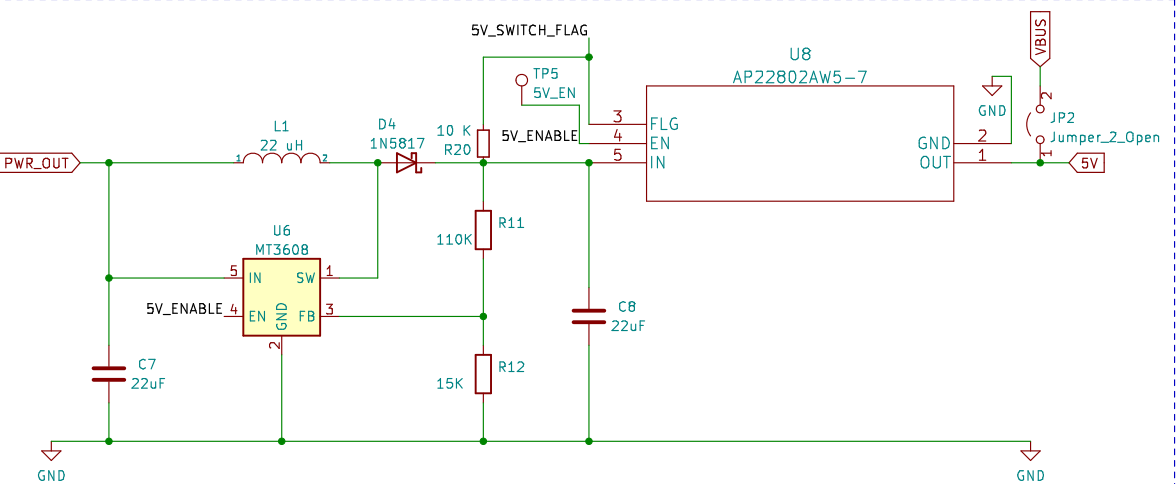 5V_SWITCH_FLAG
VBUS
U8
AP22802AW5-7
TP5
5V_EN
GND
2
JP2
Jumper_2_Open
1
L1
22 uH
1
2
D4
1N5817
10 K
R20
5V_ENABLE
3
FLG
4
EN
5
IN
GND
2
OUT
1
5V
PWR_OUT
R11
110K
U6
MT3608
5
IN
SW
1
5V_ENABLE
4
EN
GND
FB
3
2
C8
22uF
C7
22uF
R12
15K
GND
GND